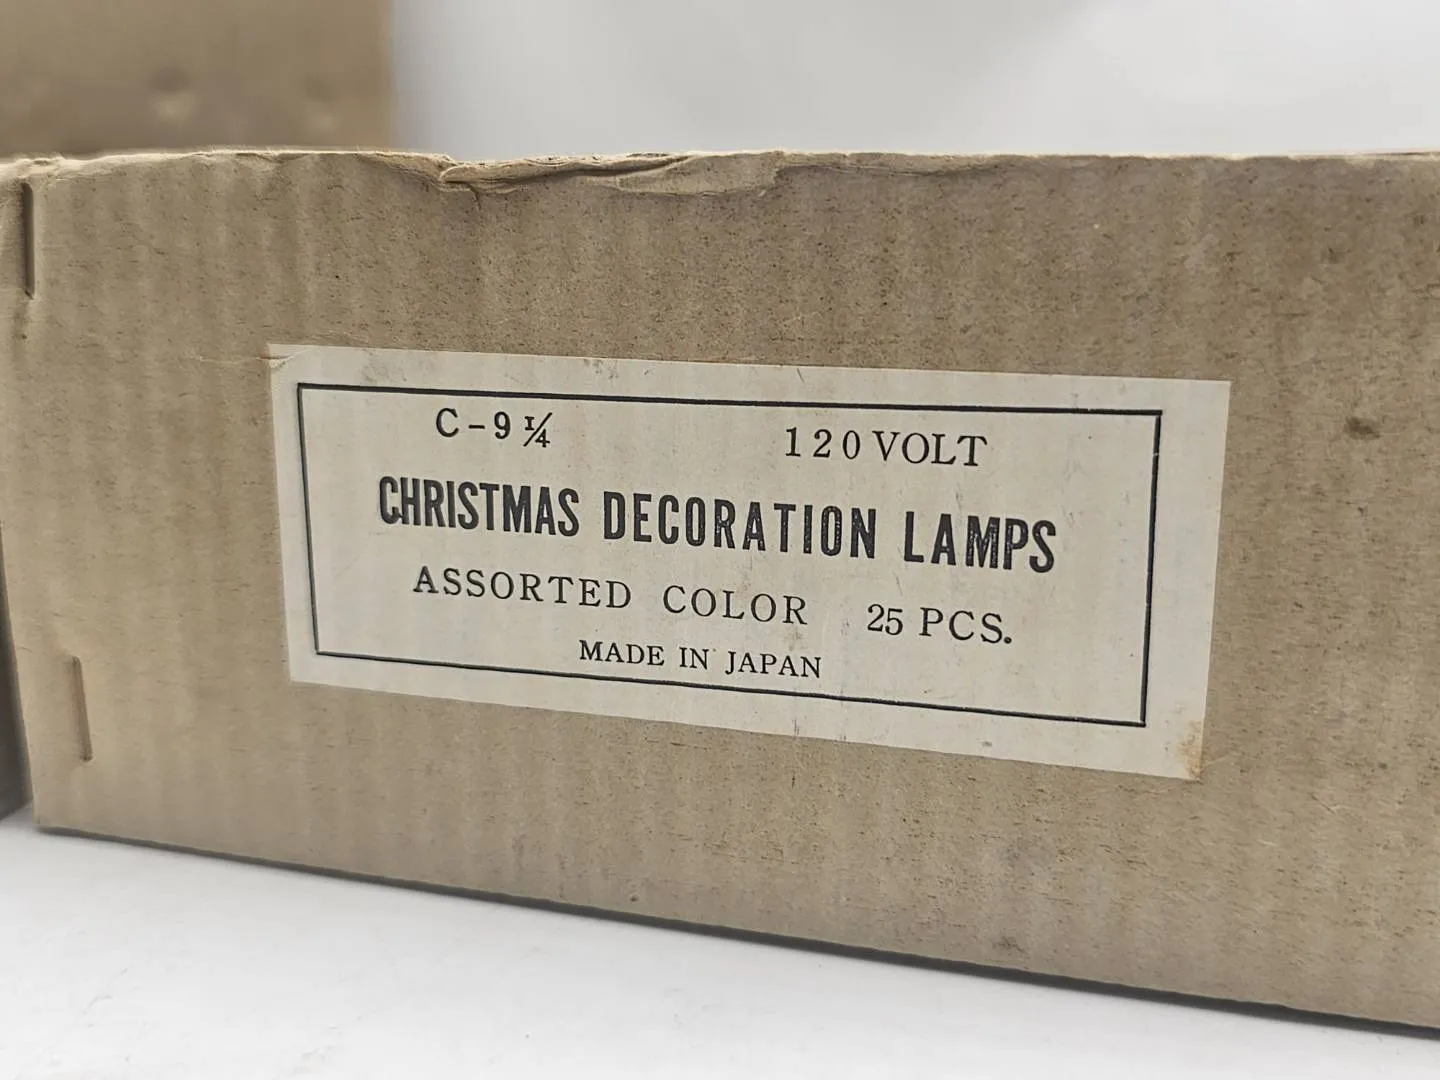 C-9 ¼ 120 VOLT
CHRISTMAS DECORATION LAMPS
ASSORTED COLOR 25 PCS.
MADE IN JAPAN